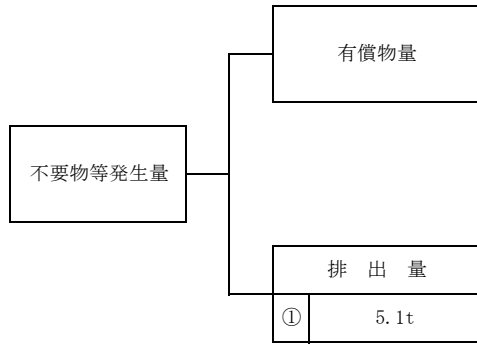 有償物量
不要物等発生量
排 出 量
① 5.1t